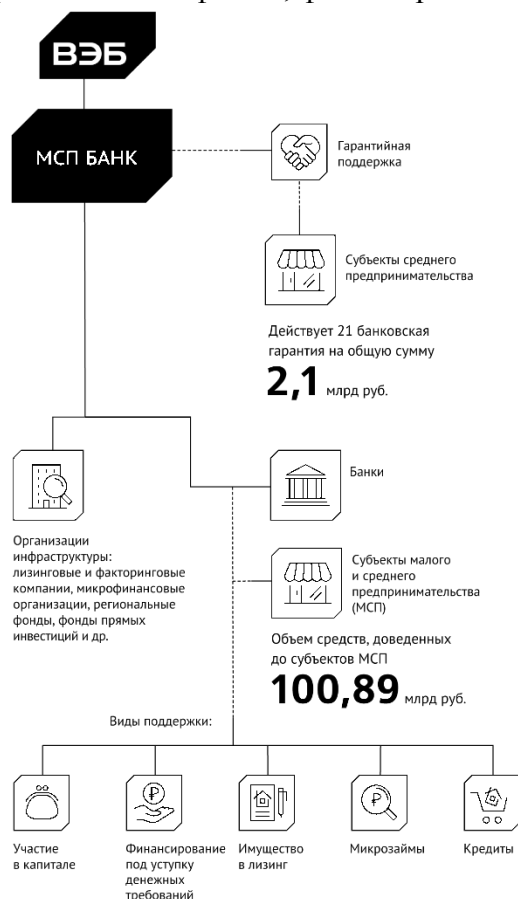 ВЭБ
МСП БАНК
Гарантийная
поддержка
Субъекты среднего
предпринимательства
Действует 21 банковская
гарантия на общую сумму
2,1 млрд руб.
Банки
Организации
инфраструктуры:
лизинговые и факторинговые
компании, микрофинансовые
организации, региональные
фонды, фонды прямых
инвестиций и др.
Субъекты малого
и среднего
предпринимательства
(МСП)
Объем средств, доведенных
до субъектов МСП
100,89 млрд руб.
Виды поддержки:
Участие
в капитале
Финансирование
под уступку
денежных
требований
Имущество
в лизинг
Микрозаймы
Кредиты